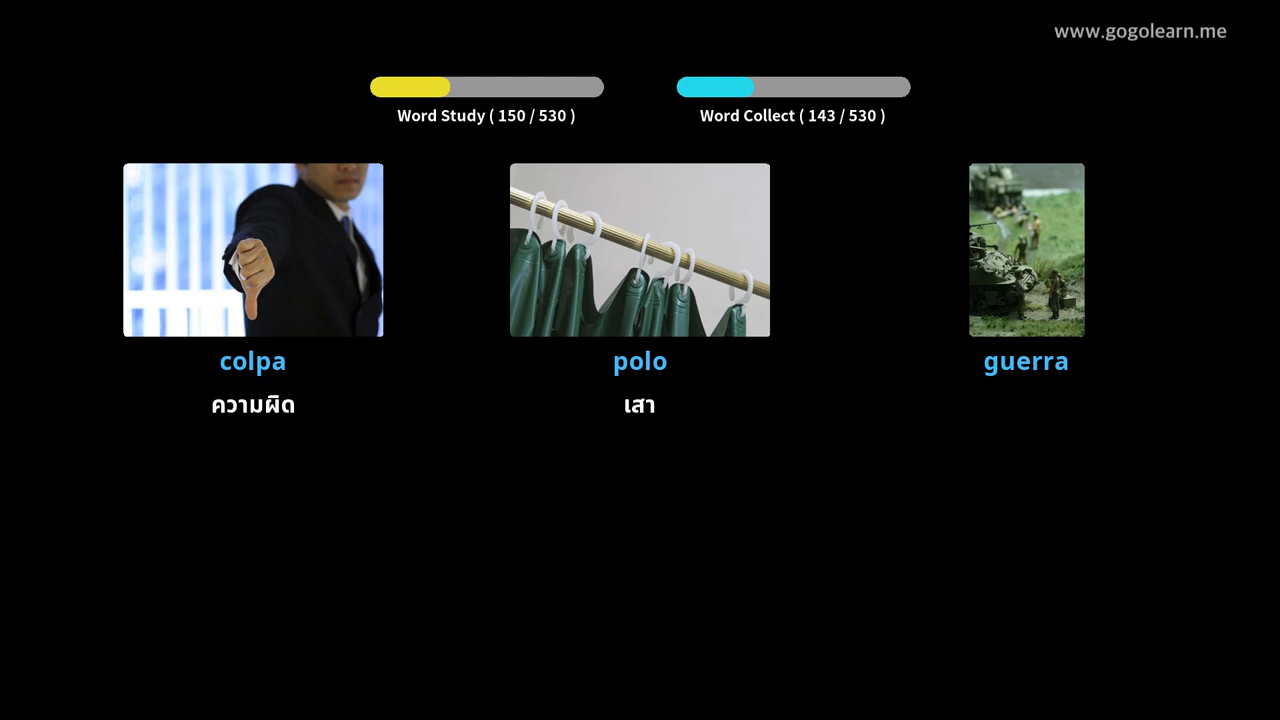 www.gogolearn.me
Word Study ( 150 / 530 )
Word Collect ( 143 / 530 )
colpa
polo
guerra
ความผิด
เสา